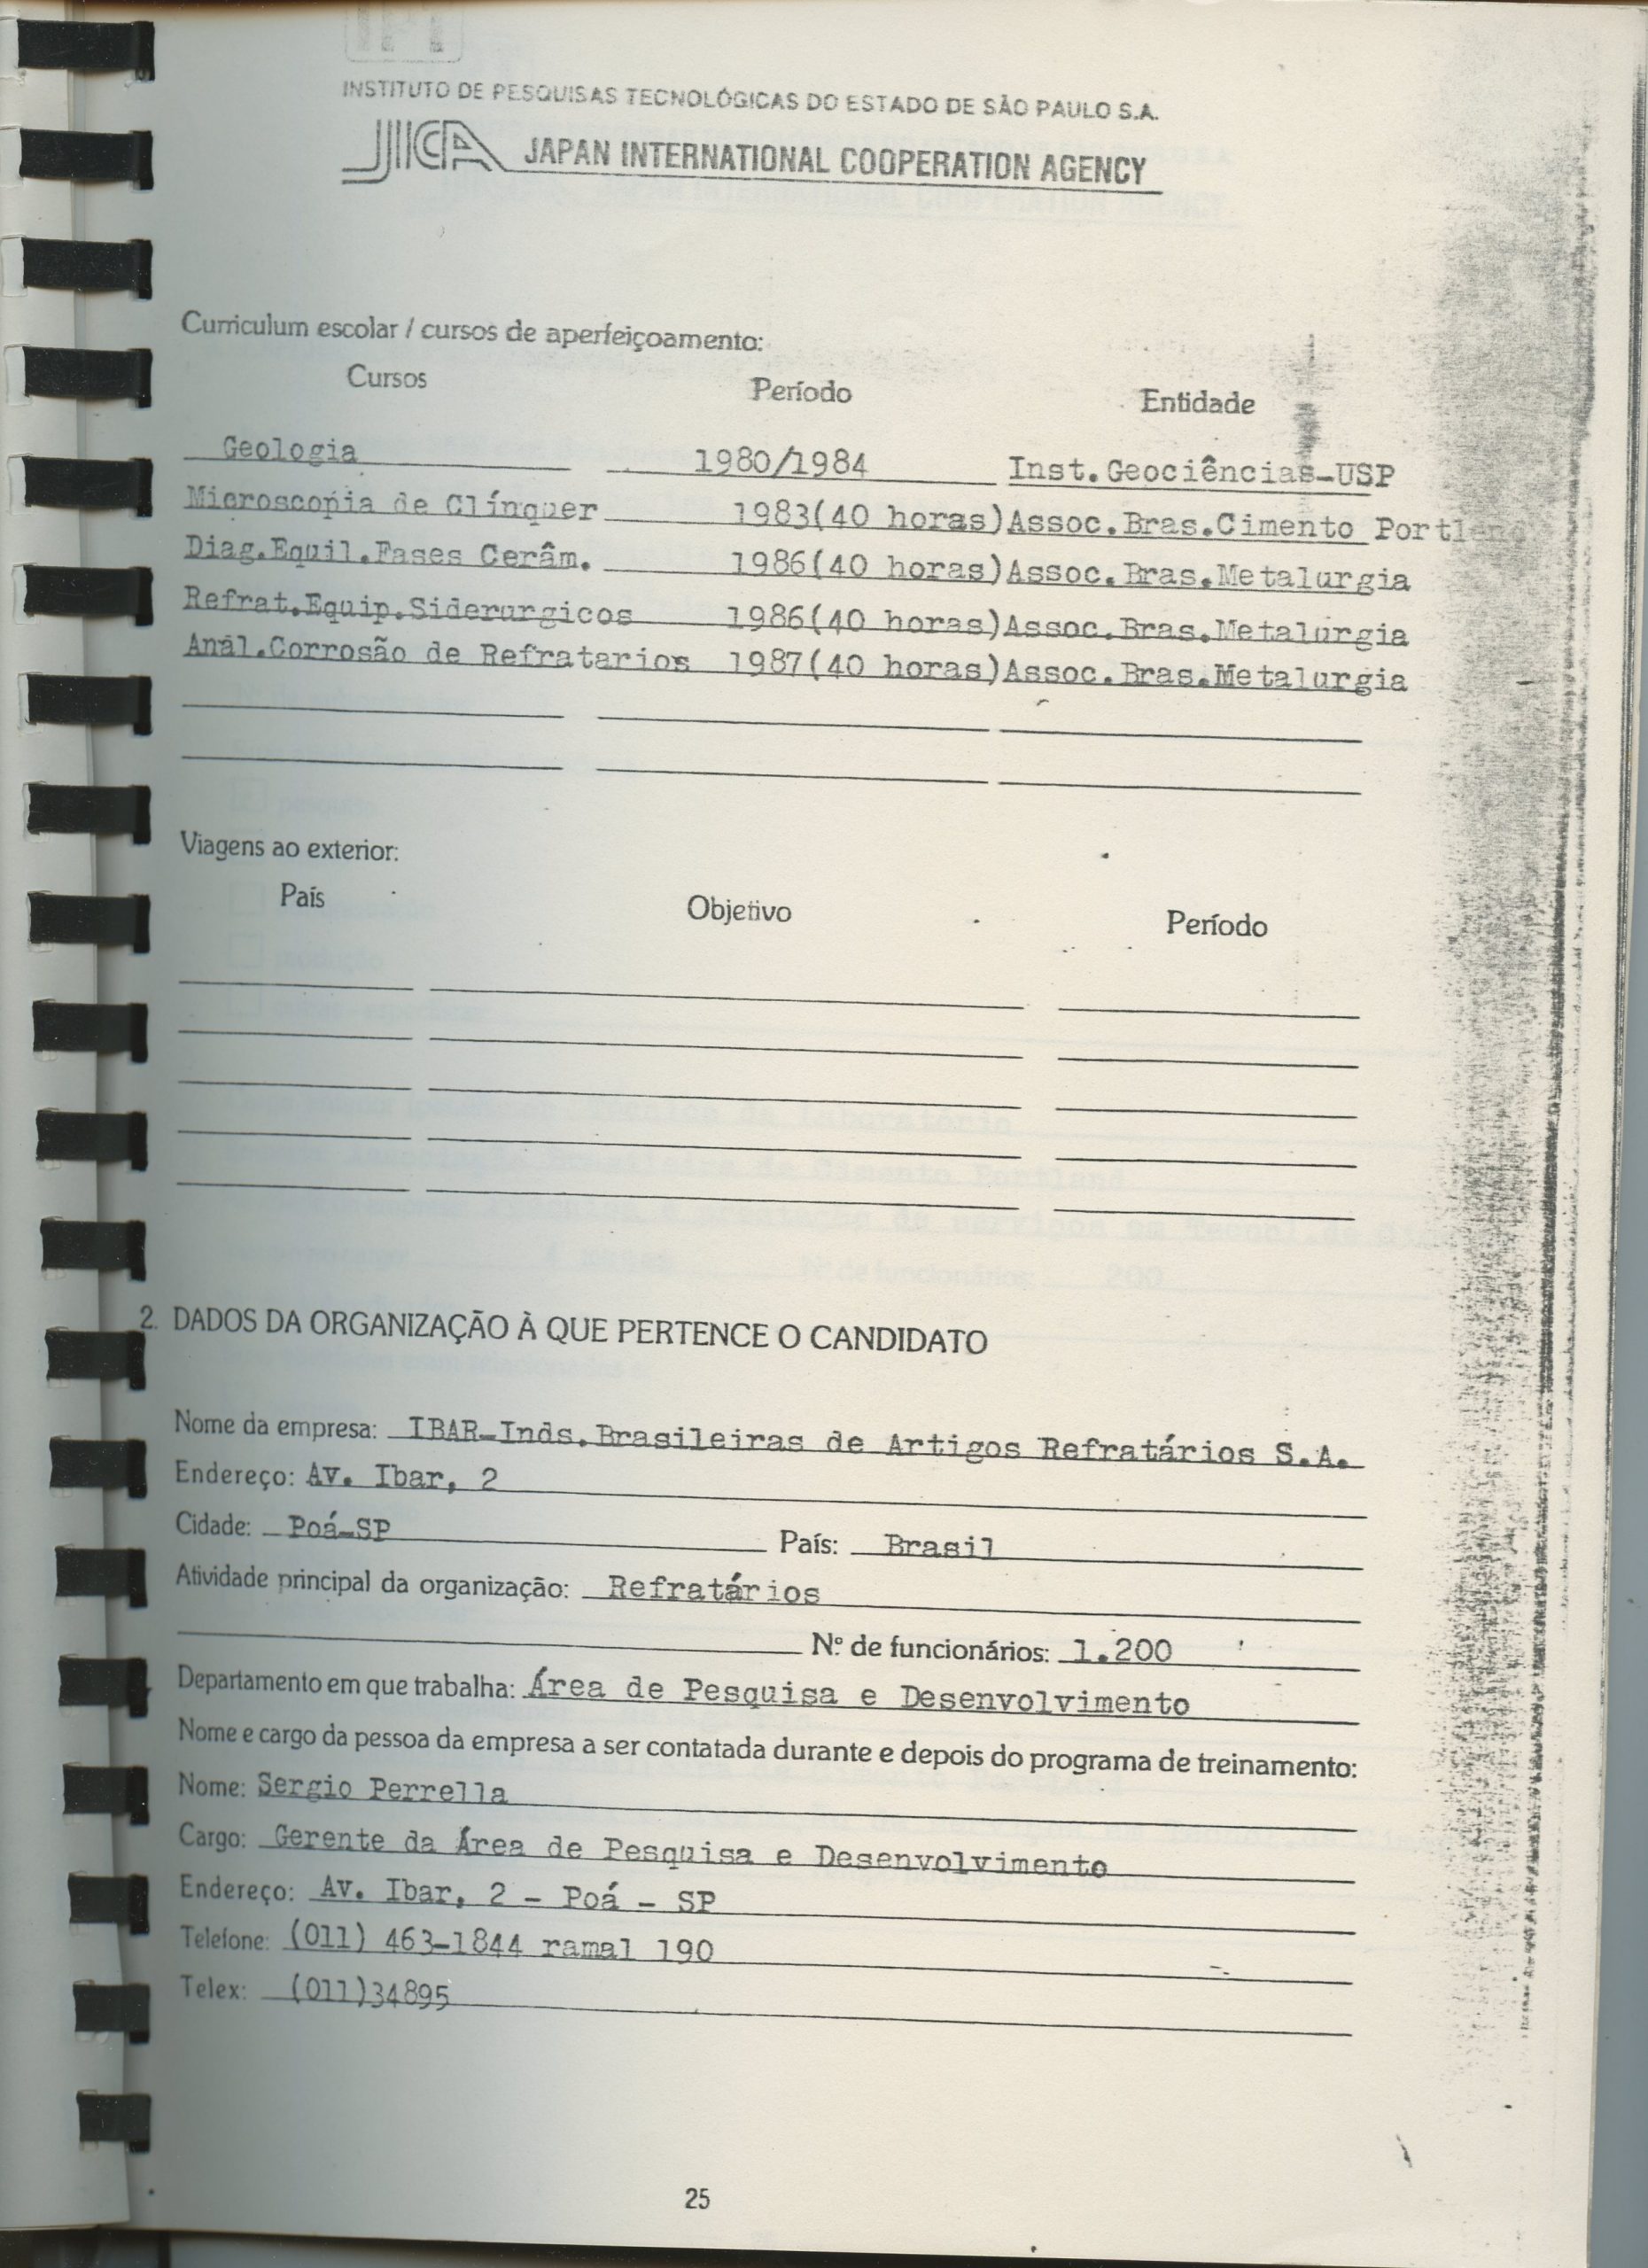 IPT
INSTITUTO DE PESQUISAS TECNOLÓGICAS DO ESTADO DE SÃO PAULO S.A.
JICA JAPAN INTERNATIONAL COOPERATION AGENCY
Curriculum escolar / cursos de aperfeiçoamento:
Cursos Período Entidade
Geologia 1980/1984 Inst.Geociências-USP
Microscopia de Clínquer 1983(40 horas)Assoc.Bras.Cimento Portland
Diag.Equil.Fases Cerâm. 1986(40 horas)Assoc.Bras.Metalurgia
Refrat.Equip.Siderurgicos 1986(40 horas)Assoc.Bras.Metalurgia
Anál.Corrosão de Refratarios 1987(40 horas)Assoc.Bras.Metalurgia
Viagens ao exterior:
País Objetivo Período
2. DADOS DA ORGANIZAÇÃO À QUE PERTENCE O CANDIDATO
Nome da empresa: IBAR-Inds.Brasileiras de Artigos Refratários S.A.
Endereço: Av. Ibar, 2
Cidade: Poá-SP País: Brasil
Atividade principal da organização: Refratários
Nº de funcionários: 1.200
Departamento em que trabalha: Área de Pesquisa e Desenvolvimento
Nome e cargo da pessoa da empresa a ser contatada durante e depois do programa de treinamento:
Nome: Sergio Perrella
Cargo: Gerente da Área de Pesquisa e Desenvolvimento
Endereço: Av. Ibar, 2 - Poá - SP
Telefone: (011) 463-1844 ramal 190
Telex: (011)34895
25